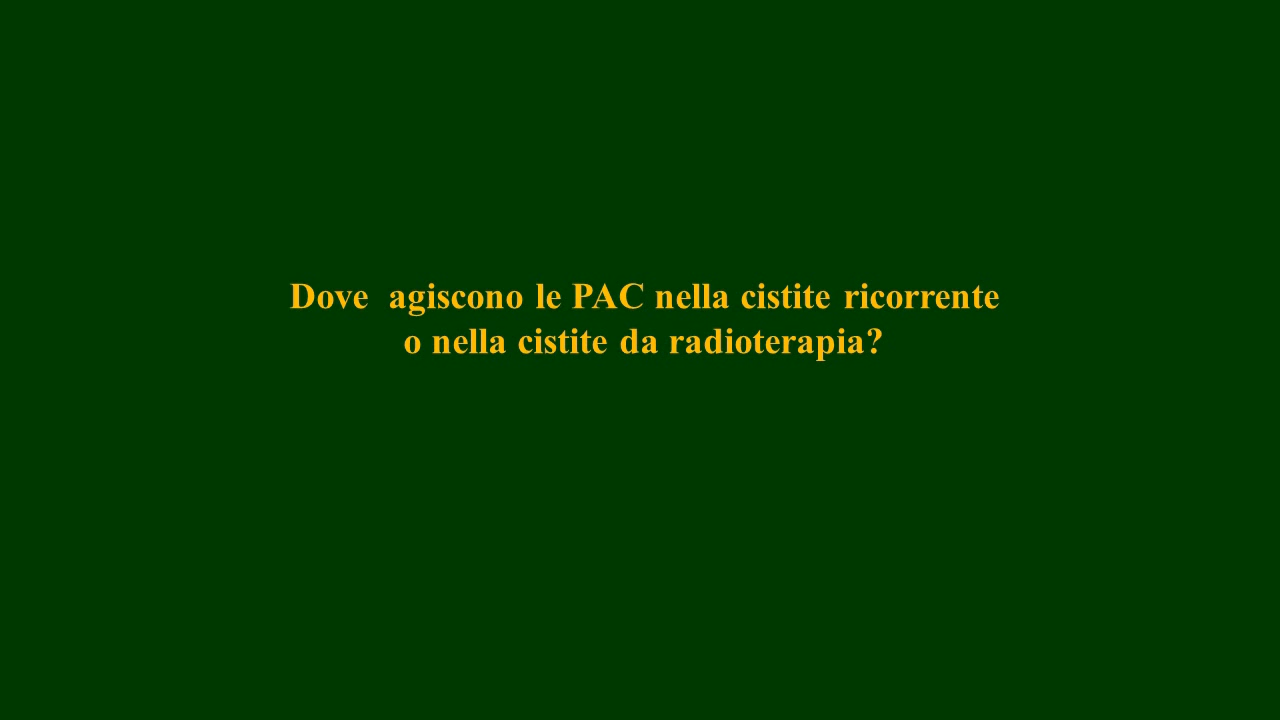 Dove  agiscono le PAC nella cistite ricorrente
o nella cistite da radioterapia?